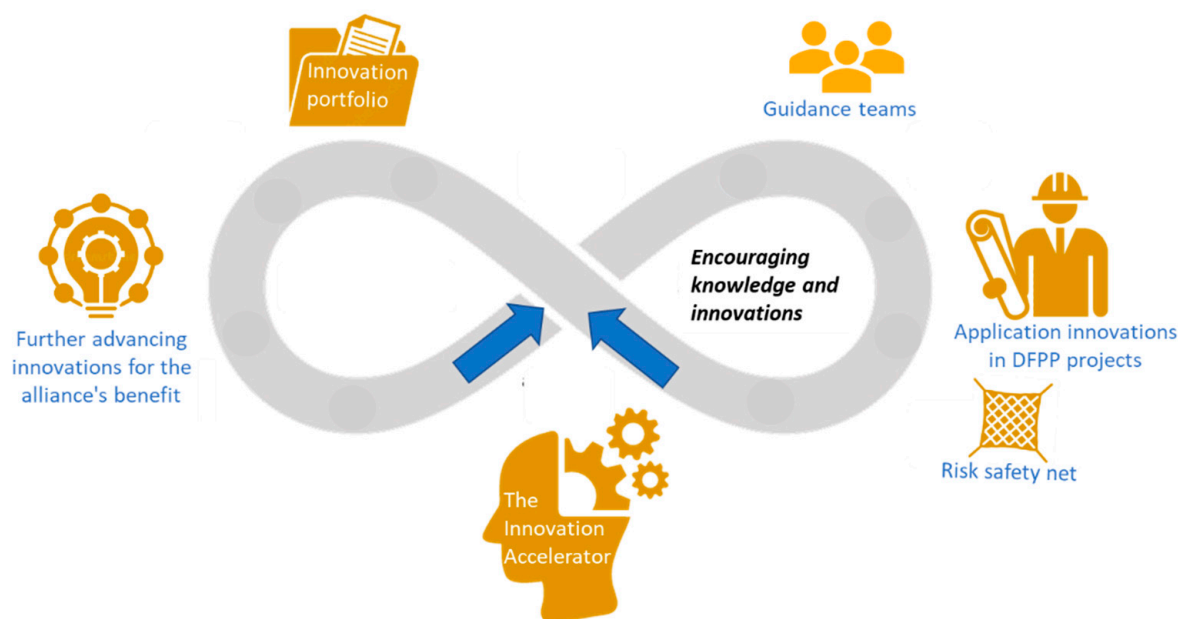 Innovation
portfolio
Guidance teams
Encouraging
knowledge and
innovations
Further advancing
innovations for the
alliance's benefit
Application innovations
in DFPP projects
Risk safety net
The
Innovation
Accelerator